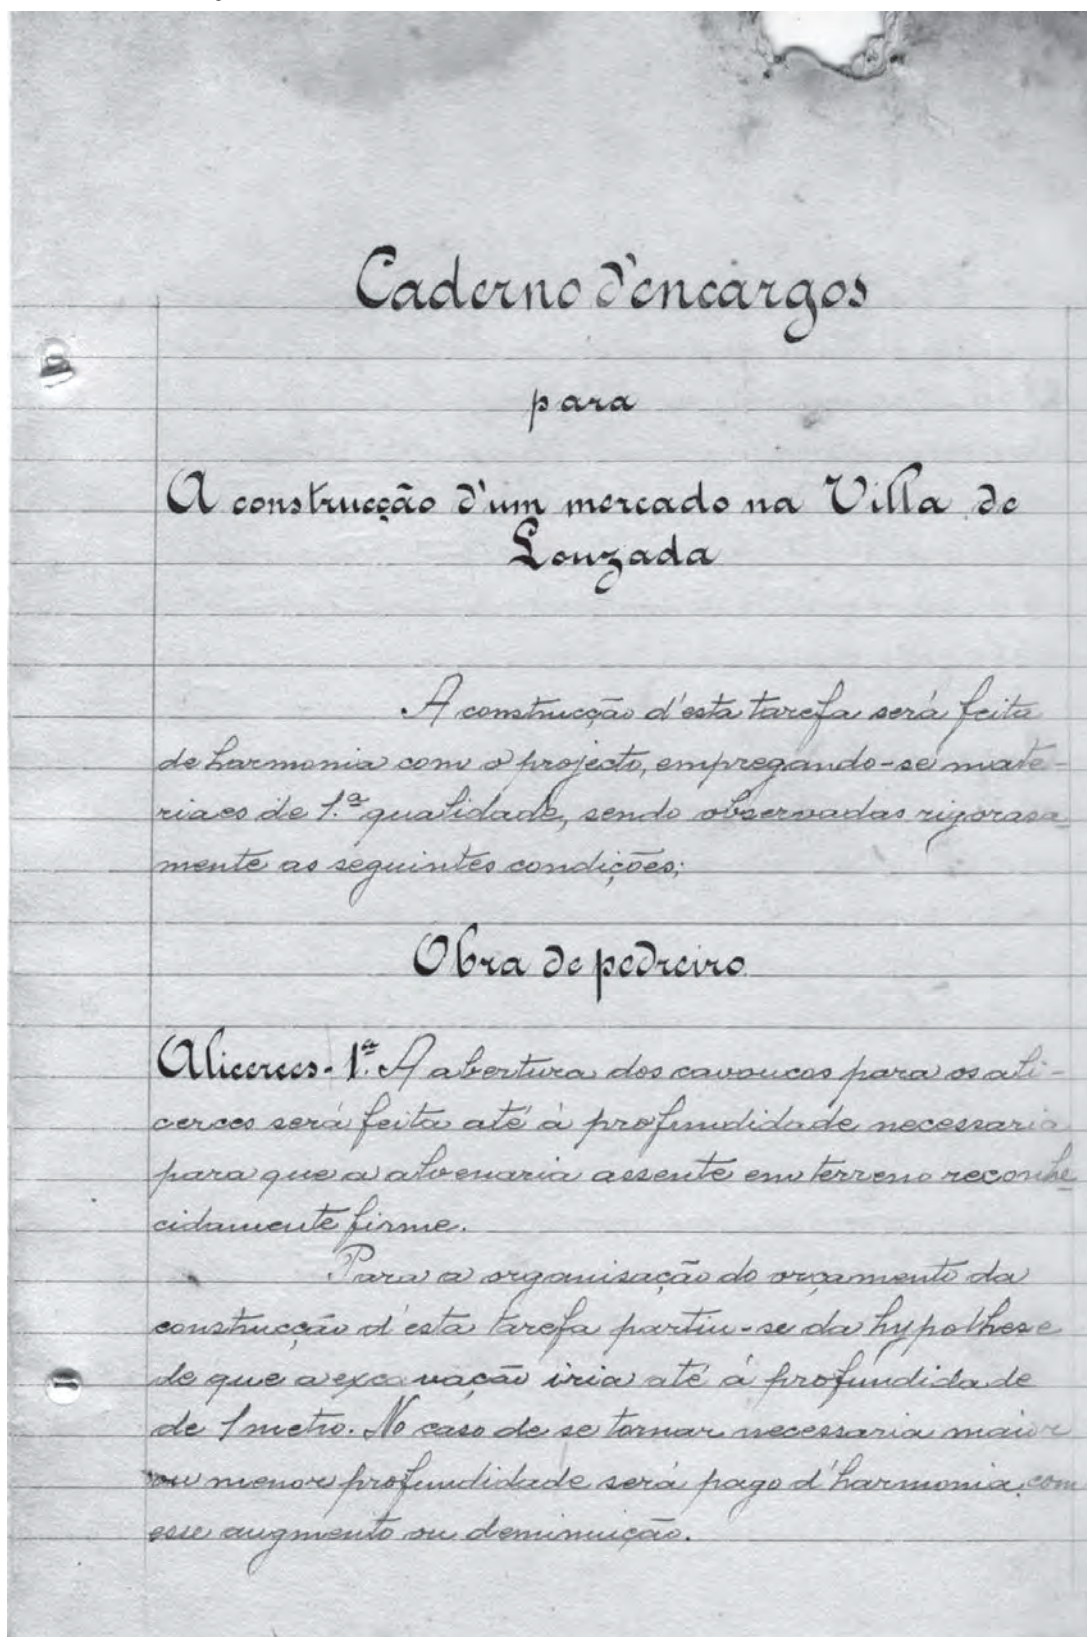 Caderno d'encargos
para
A construcção d'um mercado na Villa de
Louzada
A construcção d'esta tarefa será feita
de harmonia com o projecto, empregando-se mate-
riaes de 1.ª qualidade, sendo observadas rigorasa-
mente as seguintes condições;
Obra de pedreiro
Alicerces - 1.ª A abertura dos cavoucos para os ali-
cerces será feita até á profundidade necessaria
para que a alvenaria assente em terreno reconhe-
cidamente firme.
Para a organisação do orçamento da
construcção d'esta tarefa partiu-se da hypothese
de que a excavação iria até á profundidade
de 1 metro. No caso de se tornar necessaria maior
ou menor profundidade será pago d'harmonia com
esse augmento ou deminuição.